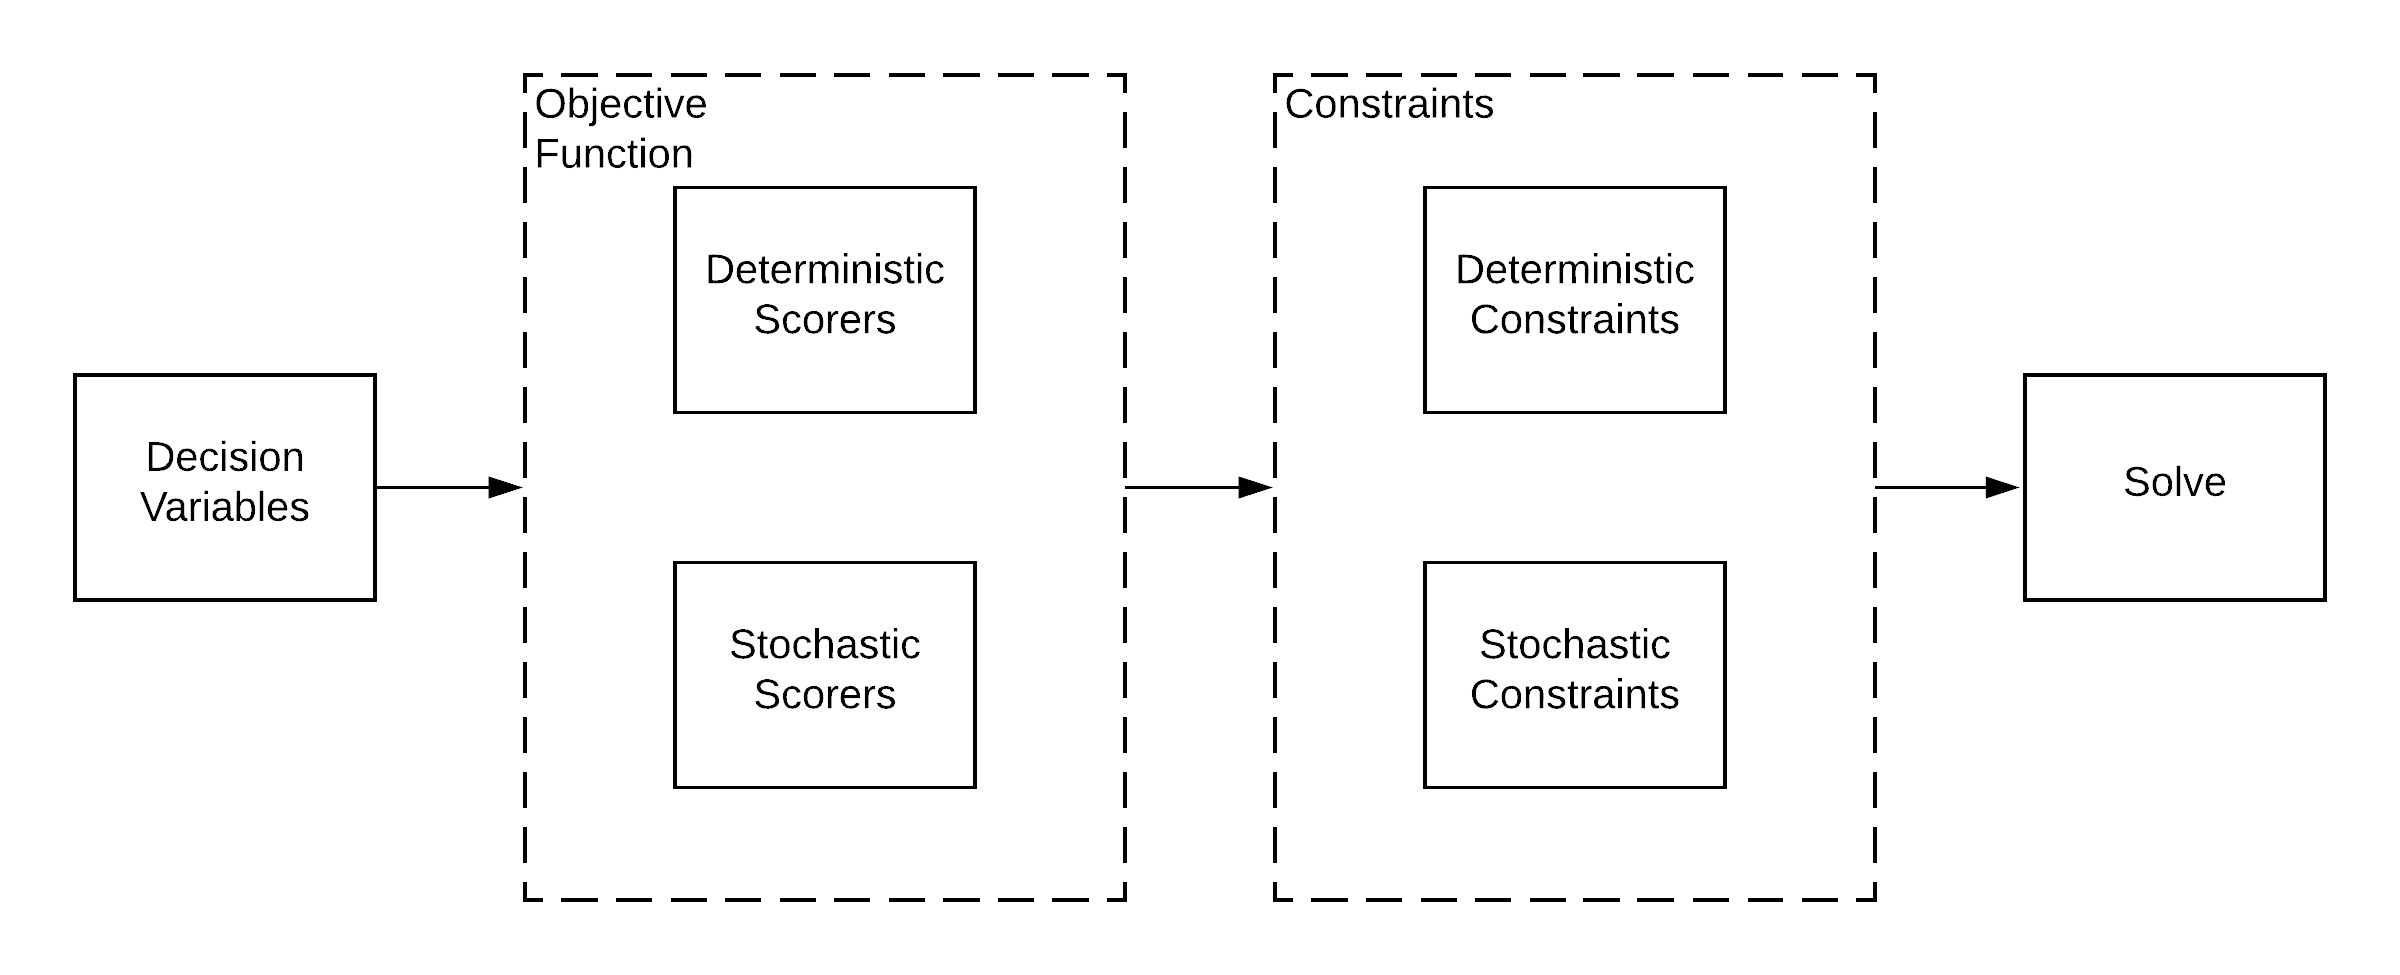 Decision
Variables
Objective
Function
Deterministic
Scorers
Stochastic
Scorers
Constraints
Deterministic
Constraints
Stochastic
Constraints
Solve